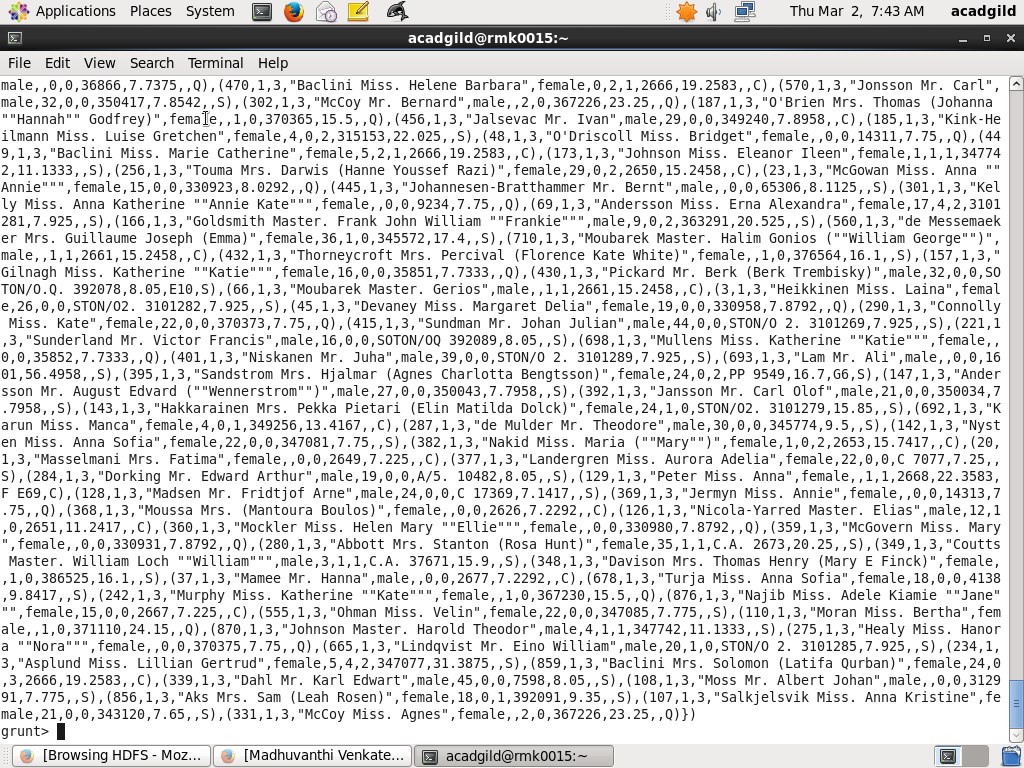 Applications Places System Thu Mar 2, 7:43 AM acadgild
acadgild@rmk0015:~
File Edit View Search Terminal Help
male,,0,0,36866,7.7375,,Q),(470,1,3,"Baclini Miss. Helene Barbara",female,0,2,1,2666,19.2583,,C),(570,1,3,"Jonsson Mr. Carl",
male,32,0,0,350417,7.8542,,S),(302,1,3,"McCoy Mr. Bernard",male,,2,0,367226,23.25,,Q),(187,1,3,"O'Brien Mrs. Thomas (Johanna
""Hannah"" Godfrey)",female,,1,0,370365,15.5,,Q),(456,1,3,"Jalsevac Mr. Ivan",male,29,0,0,349240,7.8958,,C),(185,1,3,"Kink-He
ilmann Miss. Luise Gretchen",female,4,0,2,315153,22.025,,S),(48,1,3,"O'Driscoll Miss. Bridget",female,,0,0,14311,7.75,,Q),(44
9,1,3,"Baclini Miss. Marie Catherine",female,5,2,1,2666,19.2583,,C),(173,1,3,"Johnson Miss. Eleanor Ileen",female,1,1,1,34774
2,11.1333,,S),(256,1,3,"Touma Mrs. Darwis (Hanne Youssef Razi)",female,29,0,2,2650,15.2458,,C),(23,1,3,"McGowan Miss. Anna ""
Annie""",female,15,0,0,330923,8.0292,,Q),(445,1,3,"Johannesen-Bratthammer Mr. Bernt",male,,0,0,65306,8.1125,,S),(301,1,3,"Kel
ly Miss. Anna Katherine ""Annie Kate""",female,,0,0,9234,7.75,,Q),(69,1,3,"Andersson Miss. Erna Alexandra",female,17,4,2,3101
281,7.925,,S),(166,1,3,"Goldsmith Master. Frank John William ""Frankie""",male,9,0,2,363291,20.525,,S),(560,1,3,"de Messemaek
er Mrs. Guillaume Joseph (Emma)",female,36,1,0,345572,17.4,,S),(710,1,3,"Moubarek Master. Halim Gonios (""William George"")",
male,,1,1,2661,15.2458,,C),(432,1,3,"Thorneycroft Mrs. Percival (Florence Kate White)",female,,1,0,376564,16.1,,S),(157,1,3,"
Gilnagh Miss. Katherine ""Katie""",female,16,0,0,35851,7.7333,,Q),(430,1,3,"Pickard Mr. Berk (Berk Trembisky)",male,32,0,0,SO
TON/O.Q. 392078,8.05,E10,S),(66,1,3,"Moubarek Master. Gerios",male,,1,1,2661,15.2458,,C),(3,1,3,"Heikkinen Miss. Laina",femal
e,26,0,0,STON/O2. 3101282,7.925,,S),(45,1,3,"Devaney Miss. Margaret Delia",female,19,0,0,330958,7.8792,,Q),(290,1,3,"Connolly
 Miss. Kate",female,22,0,0,370373,7.75,,Q),(415,1,3,"Sundman Mr. Johan Julian",male,44,0,0,STON/O 2. 3101269,7.925,,S),(221,1
,3,"Sunderland Mr. Victor Francis",male,16,0,0,SOTON/OQ 392089,8.05,,S),(698,1,3,"Mullens Miss. Katherine ""Katie""",female,,
0,0,35852,7.7333,,Q),(401,1,3,"Niskanen Mr. Juha",male,39,0,0,STON/O 2. 3101289,7.925,,S),(693,1,3,"Lam Mr. Ali",male,,0,0,16
01,56.4958,,S),(395,1,3,"Sandstrom Mrs. Hjalmar (Agnes Charlotta Bengtsson)",female,24,0,2,PP 9549,16.7,G6,S),(147,1,3,"Ander
sson Mr. August Edvard (""Wennerstrom"")",male,27,0,0,350043,7.7958,,S),(392,1,3,"Jansson Mr. Carl Olof",male,21,0,0,350034,7
.7958,,S),(143,1,3,"Hakkarainen Mrs. Pekka Pietari (Elin Matilda Dolck)",female,24,1,0,STON/O2. 3101279,15.85,,S),(692,1,3,"K
arun Miss. Manca",female,4,0,1,349256,13.4167,,C),(287,1,3,"de Mulder Mr. Theodore",male,30,0,0,345774,9.5,,S),(142,1,3,"Nyst
en Miss. Anna Sofia",female,22,0,0,347081,7.75,,S),(382,1,3,"Nakid Miss. Maria (""Mary"")",female,1,0,2,2653,15.7417,,C),(20,
1,3,"Masselmani Mrs. Fatima",female,,0,0,2649,7.225,,C),(377,1,3,"Landergren Miss. Aurora Adelia",female,22,0,0,C 7077,7.25,,
S),(284,1,3,"Dorking Mr. Edward Arthur",male,19,0,0,A/5. 10482,8.05,,S),(129,1,3,"Peter Miss. Anna",female,,1,1,2668,22.3583,
F E69,C),(128,1,3,"Madsen Mr. Fridtjof Arne",male,24,0,0,C 17369,7.1417,,S),(369,1,3,"Jermyn Miss. Annie",female,,0,0,14313,7
.75,,Q),(368,1,3,"Moussa Mrs. (Mantoura Boulos)",female,,0,0,2626,7.2292,,C),(126,1,3,"Nicola-Yarred Master. Elias",male,12,1
,0,2651,11.2417,,C),(360,1,3,"Mockler Miss. Helen Mary ""Ellie""",female,,0,0,330980,7.8792,,Q),(359,1,3,"McGovern Miss. Mary
",female,,0,0,330931,7.8792,,Q),(280,1,3,"Abbott Mrs. Stanton (Rosa Hunt)",female,35,1,1,C.A. 2673,20.25,,S),(349,1,3,"Coutts
 Master. William Loch ""William""",male,3,1,1,C.A. 37671,15.9,,S),(348,1,3,"Davison Mrs. Thomas Henry (Mary E Finck)",female,
,1,0,386525,16.1,,S),(37,1,3,"Mamee Mr. Hanna",male,,0,0,2677,7.2292,,C),(678,1,3,"Turja Miss. Anna Sofia",female,18,0,0,4138
,9.8417,,S),(242,1,3,"Murphy Miss. Katherine ""Kate""",female,,1,0,367230,15.5,,Q),(876,1,3,"Najib Miss. Adele Kiamie ""Jane"
"",female,15,0,0,2667,7.225,,C),(555,1,3,"Ohman Miss. Velin",female,22,0,0,347085,7.775,,S),(110,1,3,"Moran Miss. Bertha",fem
ale,,1,0,371110,24.15,,Q),(870,1,3,"Johnson Master. Harold Theodor",male,4,1,1,347742,11.1333,,S),(275,1,3,"Healy Miss. Hanor
a ""Nora""",female,,0,0,370375,7.75,,Q),(665,1,3,"Lindqvist Mr. Eino William",male,20,1,0,STON/O 2. 3101285,7.925,,S),(234,1,
3,"Asplund Miss. Lillian Gertrud",female,5,4,2,347077,31.3875,,S),(859,1,3,"Baclini Mrs. Solomon (Latifa Qurban)",female,24,0
,3,2666,19.2583,,C),(339,1,3,"Dahl Mr. Karl Edwart",male,45,0,0,7598,8.05,,S),(108,1,3,"Moss Mr. Albert Johan",male,,0,0,3129
91,7.775,,S),(856,1,3,"Aks Mrs. Sam (Leah Rosen)",female,18,0,1,392091,9.35,,S),(107,1,3,"Salkjelsvik Miss. Anna Kristine",fe
male,21,0,0,343120,7.65,,S),(331,1,3,"McCoy Miss. Agnes",female,,2,0,367226,23.25,,Q)})
grunt>
[Browsing HDFS - Moz... [Madhuvanthi Venkate... acadgild@rmk0015:~